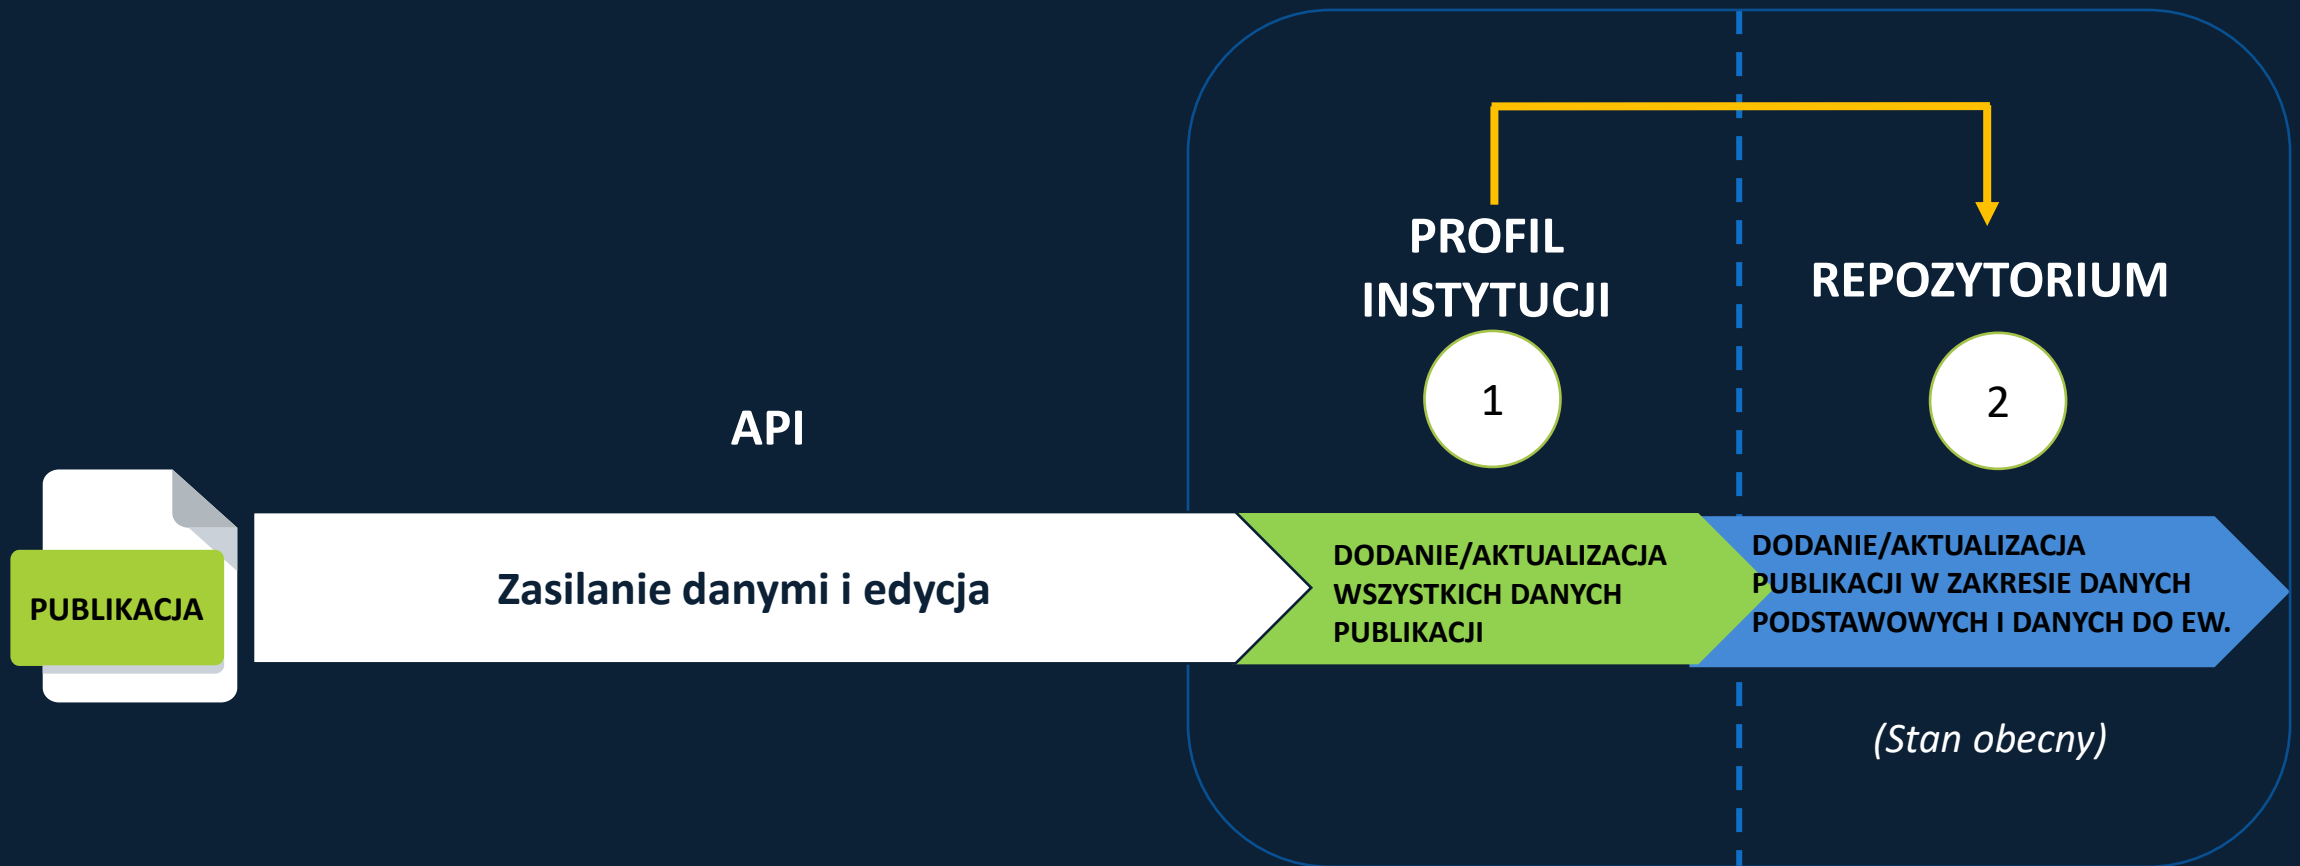 PROFIL
INSTYTUCJI
REPOZYTORIUM
1
2
API
PUBLIKACJA
Zasilanie danymi i edycja
DODANIE/AKTUALIZACJA
WSZYSTKICH DANYCH
PUBLIKACJI
DODANIE/AKTUALIZACJA
PUBLIKACJI W ZAKRESIE DANYCH
PODSTAWOWYCH I DANYCH DO EW.
(Stan obecny)